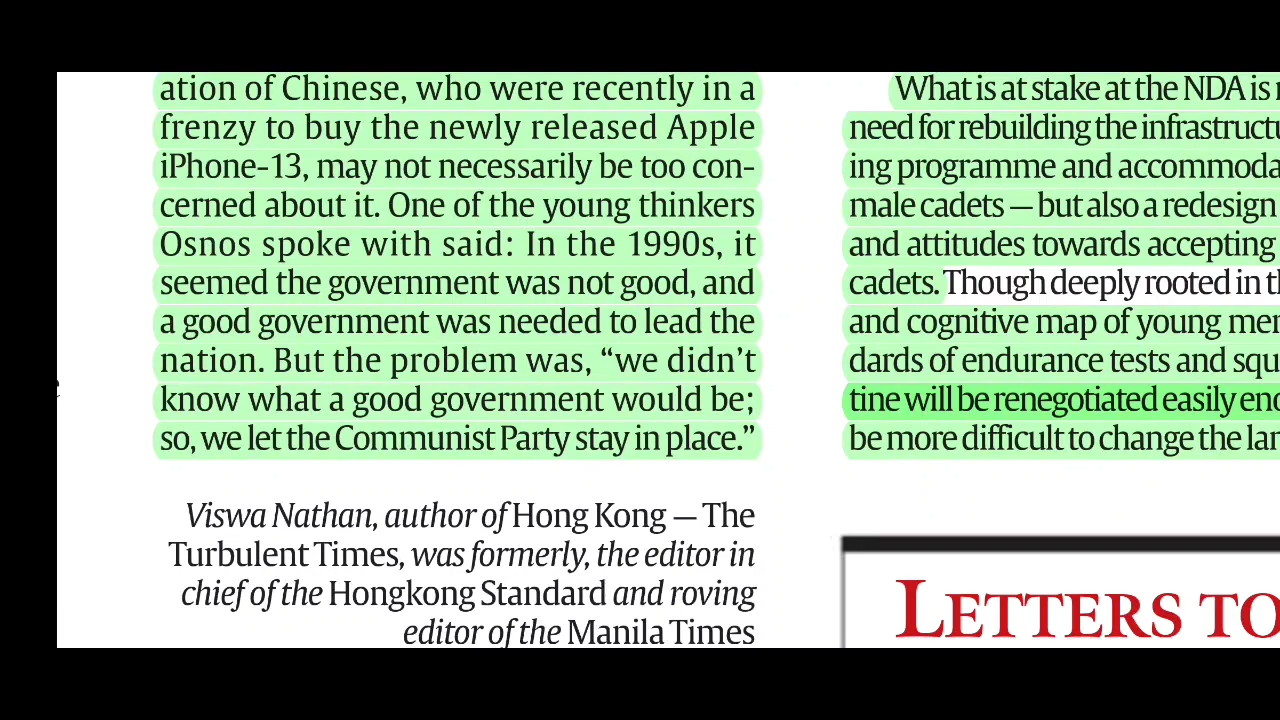 ation of Chinese, who were recently in a
frenzy to buy the newly released Apple
iPhone-13, may not necessarily be too con-
cerned about it. One of the young thinkers
Osnos spoke with said: In the 1990s, it
seemed the government was not good, and
a good government was needed to lead the
nation. But the problem was, “we didn’t
know what a good government would be;
so, we let the Communist Party stay in place.”
Viswa Nathan, author of Hong Kong — The
Turbulent Times, was formerly, the editor in
chief of the Hongkong Standard and roving
editor of the Manila Times
What is at stake at the NDA is
need for rebuilding the
ing programme and
male cadets — but also a redesign
and attitudes towards accepting
cadets. Though deeply rooted in
and cognitive map of young
dards of endurance tests and
tine will be renegotiated easily
be more difficult to change the
LETTERS TO